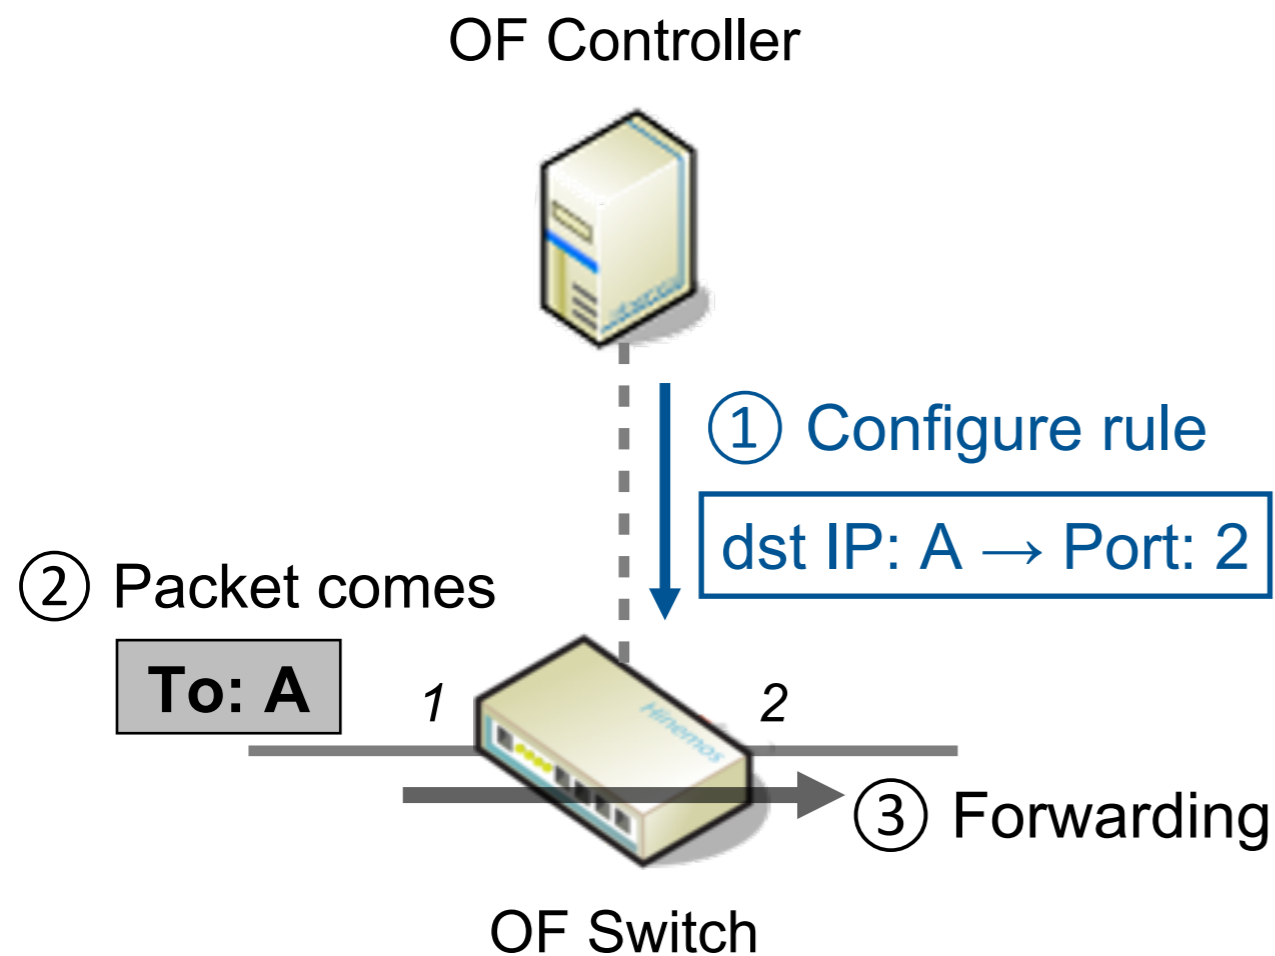 OF Controller
① Configure rule
dst IP: A → Port: 2
② Packet comes
To: A
1
2
Hinemos
③ Forwarding
OF Switch